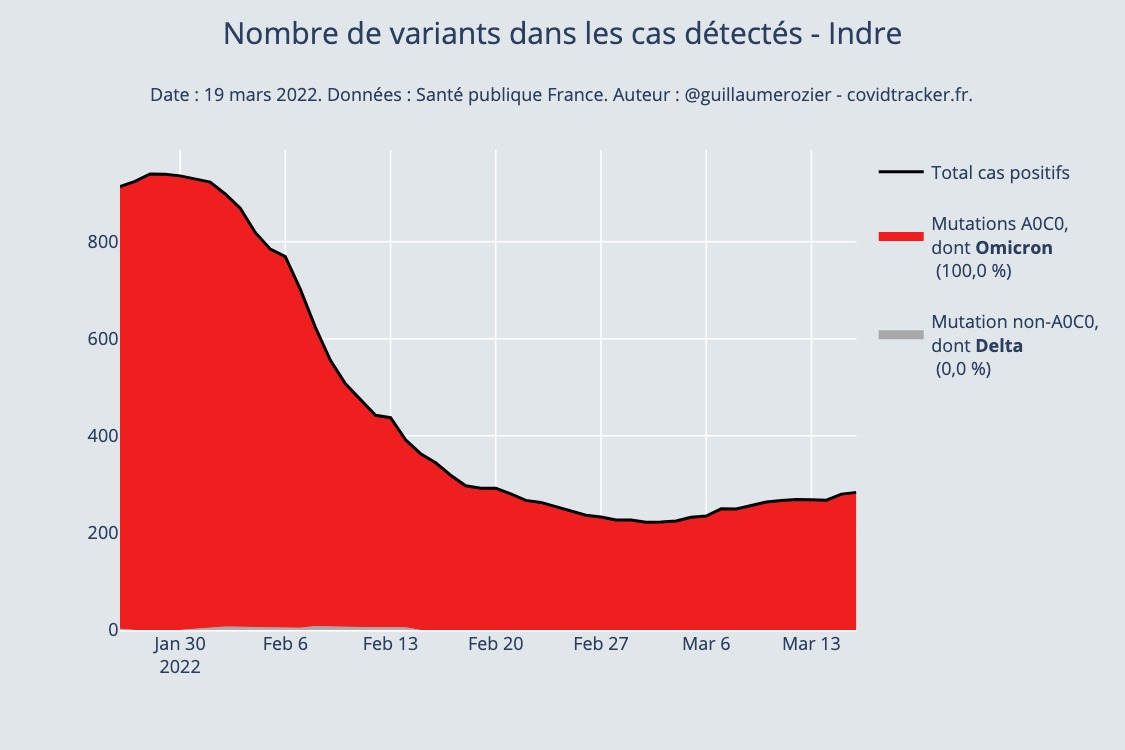 Nombre de variants dans les cas détectés - Indre
Date : 19 mars 2022. Données : Santé publique France. Auteur : @guillaumerozier - covidtracker.fr.
Total cas positifs
Mutations A0C0,
dont Omicron
(100,0 %)
Mutation non-A0C0,
dont Delta
(0,0 %)
800
600
400
200
0
Jan 30 Feb 6 Feb 13 Feb 20 Feb 27 Mar 6 Mar 13
2022